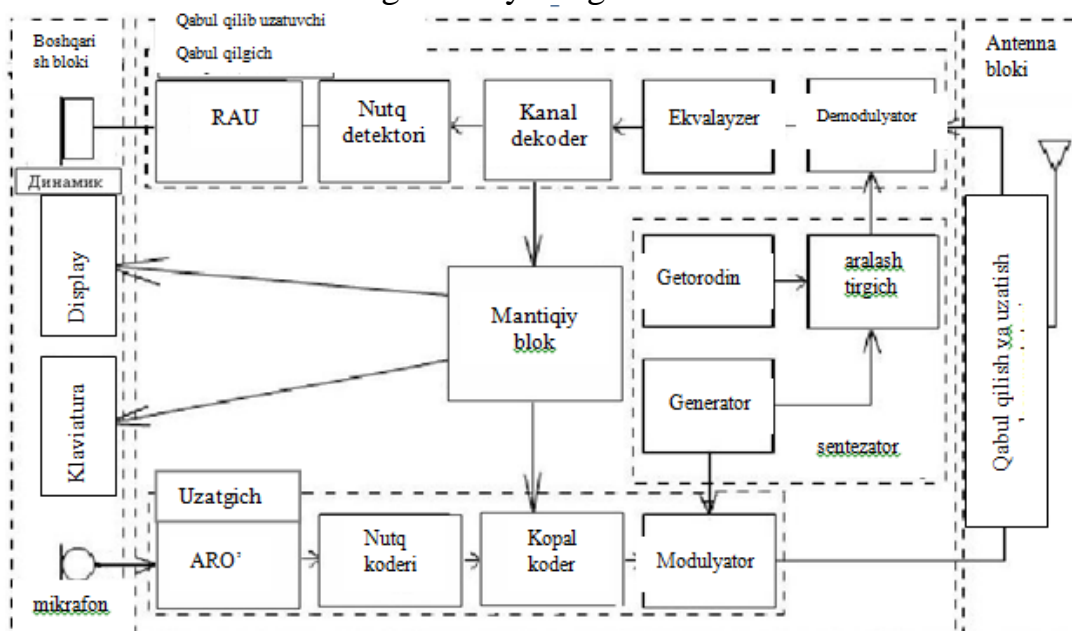 Qabul qilib uzatuvchi
Boshqari
sh bloki
Qabul qilgich
Antenna
bloki
RAU
Nutq
detektori
Kanal
dekoder
Ekvalayzer
Demodulyator
Динамик
Display
Getorodin
aralash
tirgich
Mantiqiy
blok
Qabul qilish va uzatish
Klaviatura
Generator
sentezator
Uzatgich
ARO'
Nutq
koderi
Kopal
koder
Modulyator
mikrafon